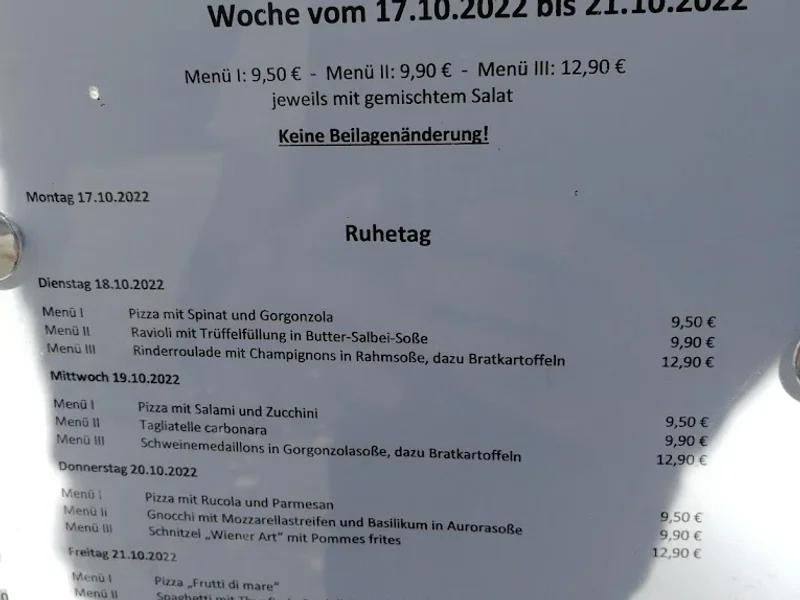 Woche vom 17.10.2022 bis 21.10.2022
Menü I: 9,50 € - Menü II: 9,90 € - Menü III: 12,90 €
jeweils mit gemischtem Salat
Keine Beilagenänderung!
Montag 17.10.2022
Ruhetag
Dienstag 18.10.2022
Menü I Pizza mit Spinat und Gorgonzola 9,50 €
Menü II Ravioli mit Trüffelfüllung in Butter-Salbei-Soße 9,90 €
Menü III Rinderroulade mit Champignons in Rahmsoße, dazu Bratkartoffeln 12,90 €
Mittwoch 19.10.2022
Menü I Pizza mit Salami und Zucchini 9,50 €
Menü II Tagliatelle carbonara 9,90 €
Menü III Schweinemedaillons in Gorgonzolasoße, dazu Bratkartoffeln 12,90 €
Donnerstag 20.10.2022
Menü I Pizza mit Rucola und Parmesan 9,50 €
Menü II Gnocchi mit Mozzarellastreifen und Basilikum in Aurorasoße 9,90 €
Menü III Schnitzel „Wiener Art“ mit Pommes frites 12,90 €
Freitag 21.10.2022
Menü I Pizza „Frutti di mare“
Menü II Spaghetti mit